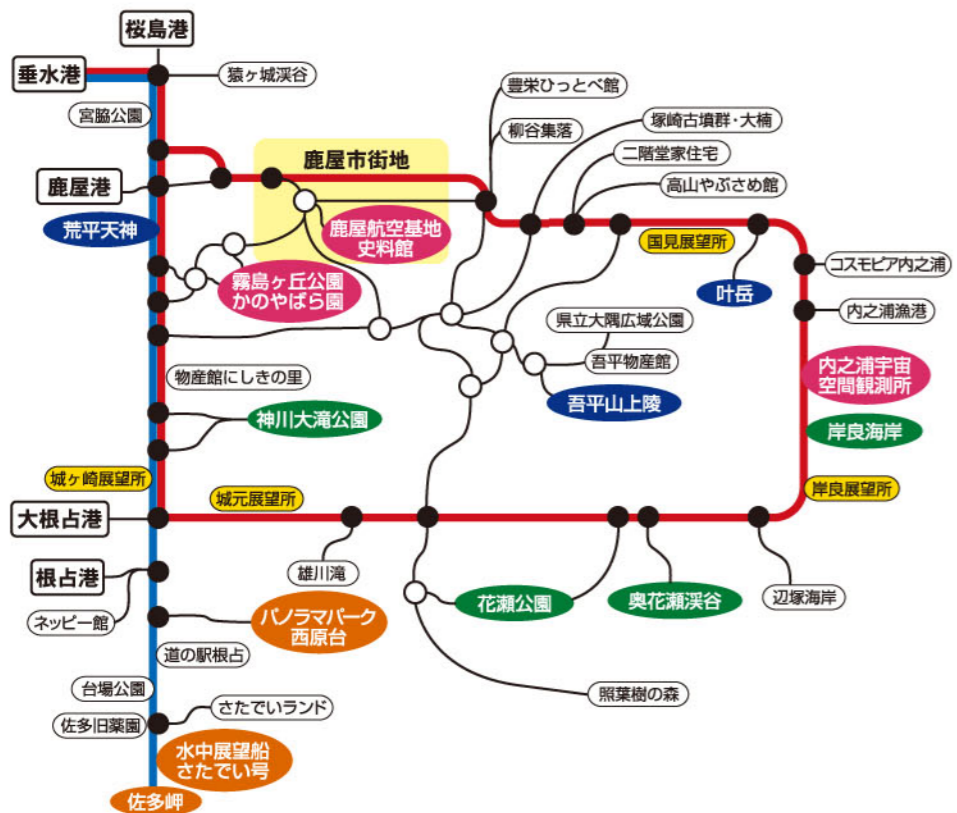 桜島港
垂水港
猿ヶ城渓谷
豊栄ひっとべ館
宮脇公園
塚崎古墳群・大楠
柳谷集落
鹿屋市街地
二階堂家住宅
鹿屋港
高山やぶさめ館
荒平天神
鹿屋航空基地
史料館
国見展望所
霧島ヶ丘公園
かのやばら園
コスモピア内之浦
叶岳
内之浦漁港
県立大隅広域公園
吾平物産館
物産館にしきの里
内之浦宇宙
空間観測所
吾平山上陵
神川大滝公園
岸良海岸
城ヶ崎展望所
岸良展望所
城元展望所
大根占港
根占港
雄川滝
花瀬公園
奥花瀬渓谷
辺塚海岸
ネッピー館
パノラマパーク
西原台
道の駅根占
台場公園
照葉樹の森
さたでいランド
佐多旧薬園
水中展望船
さたでい号
佐多岬